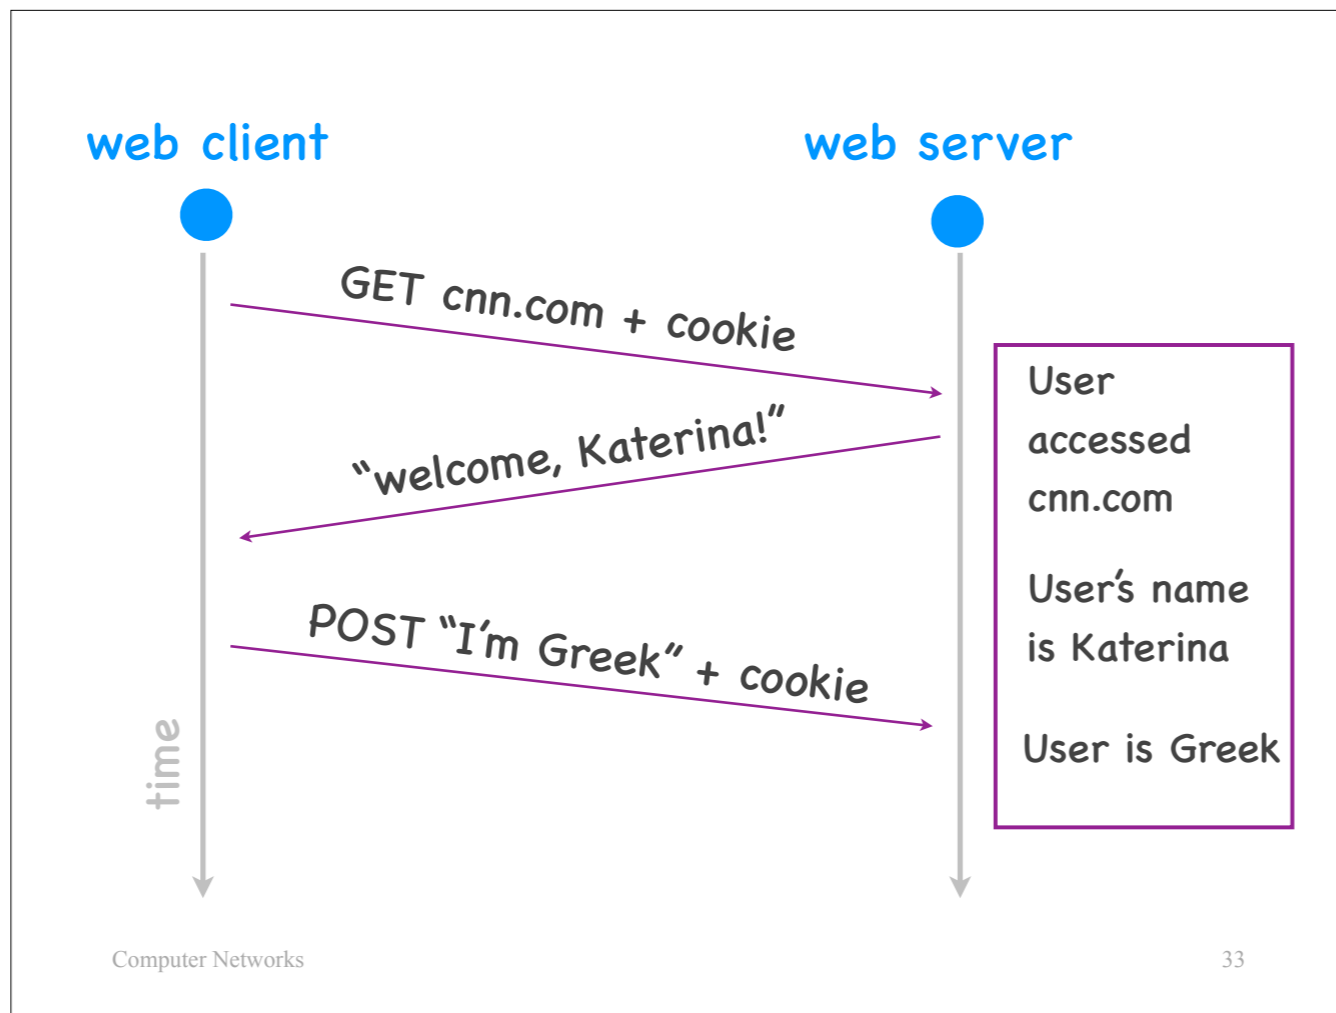 web client
web server
GET cnn.com + cookie
“welcome, Katerina!”
POST “I’m Greek” + cookie
time
User
accessed
cnn.com
User’s name
is Katerina
User is Greek
Computer Networks
33